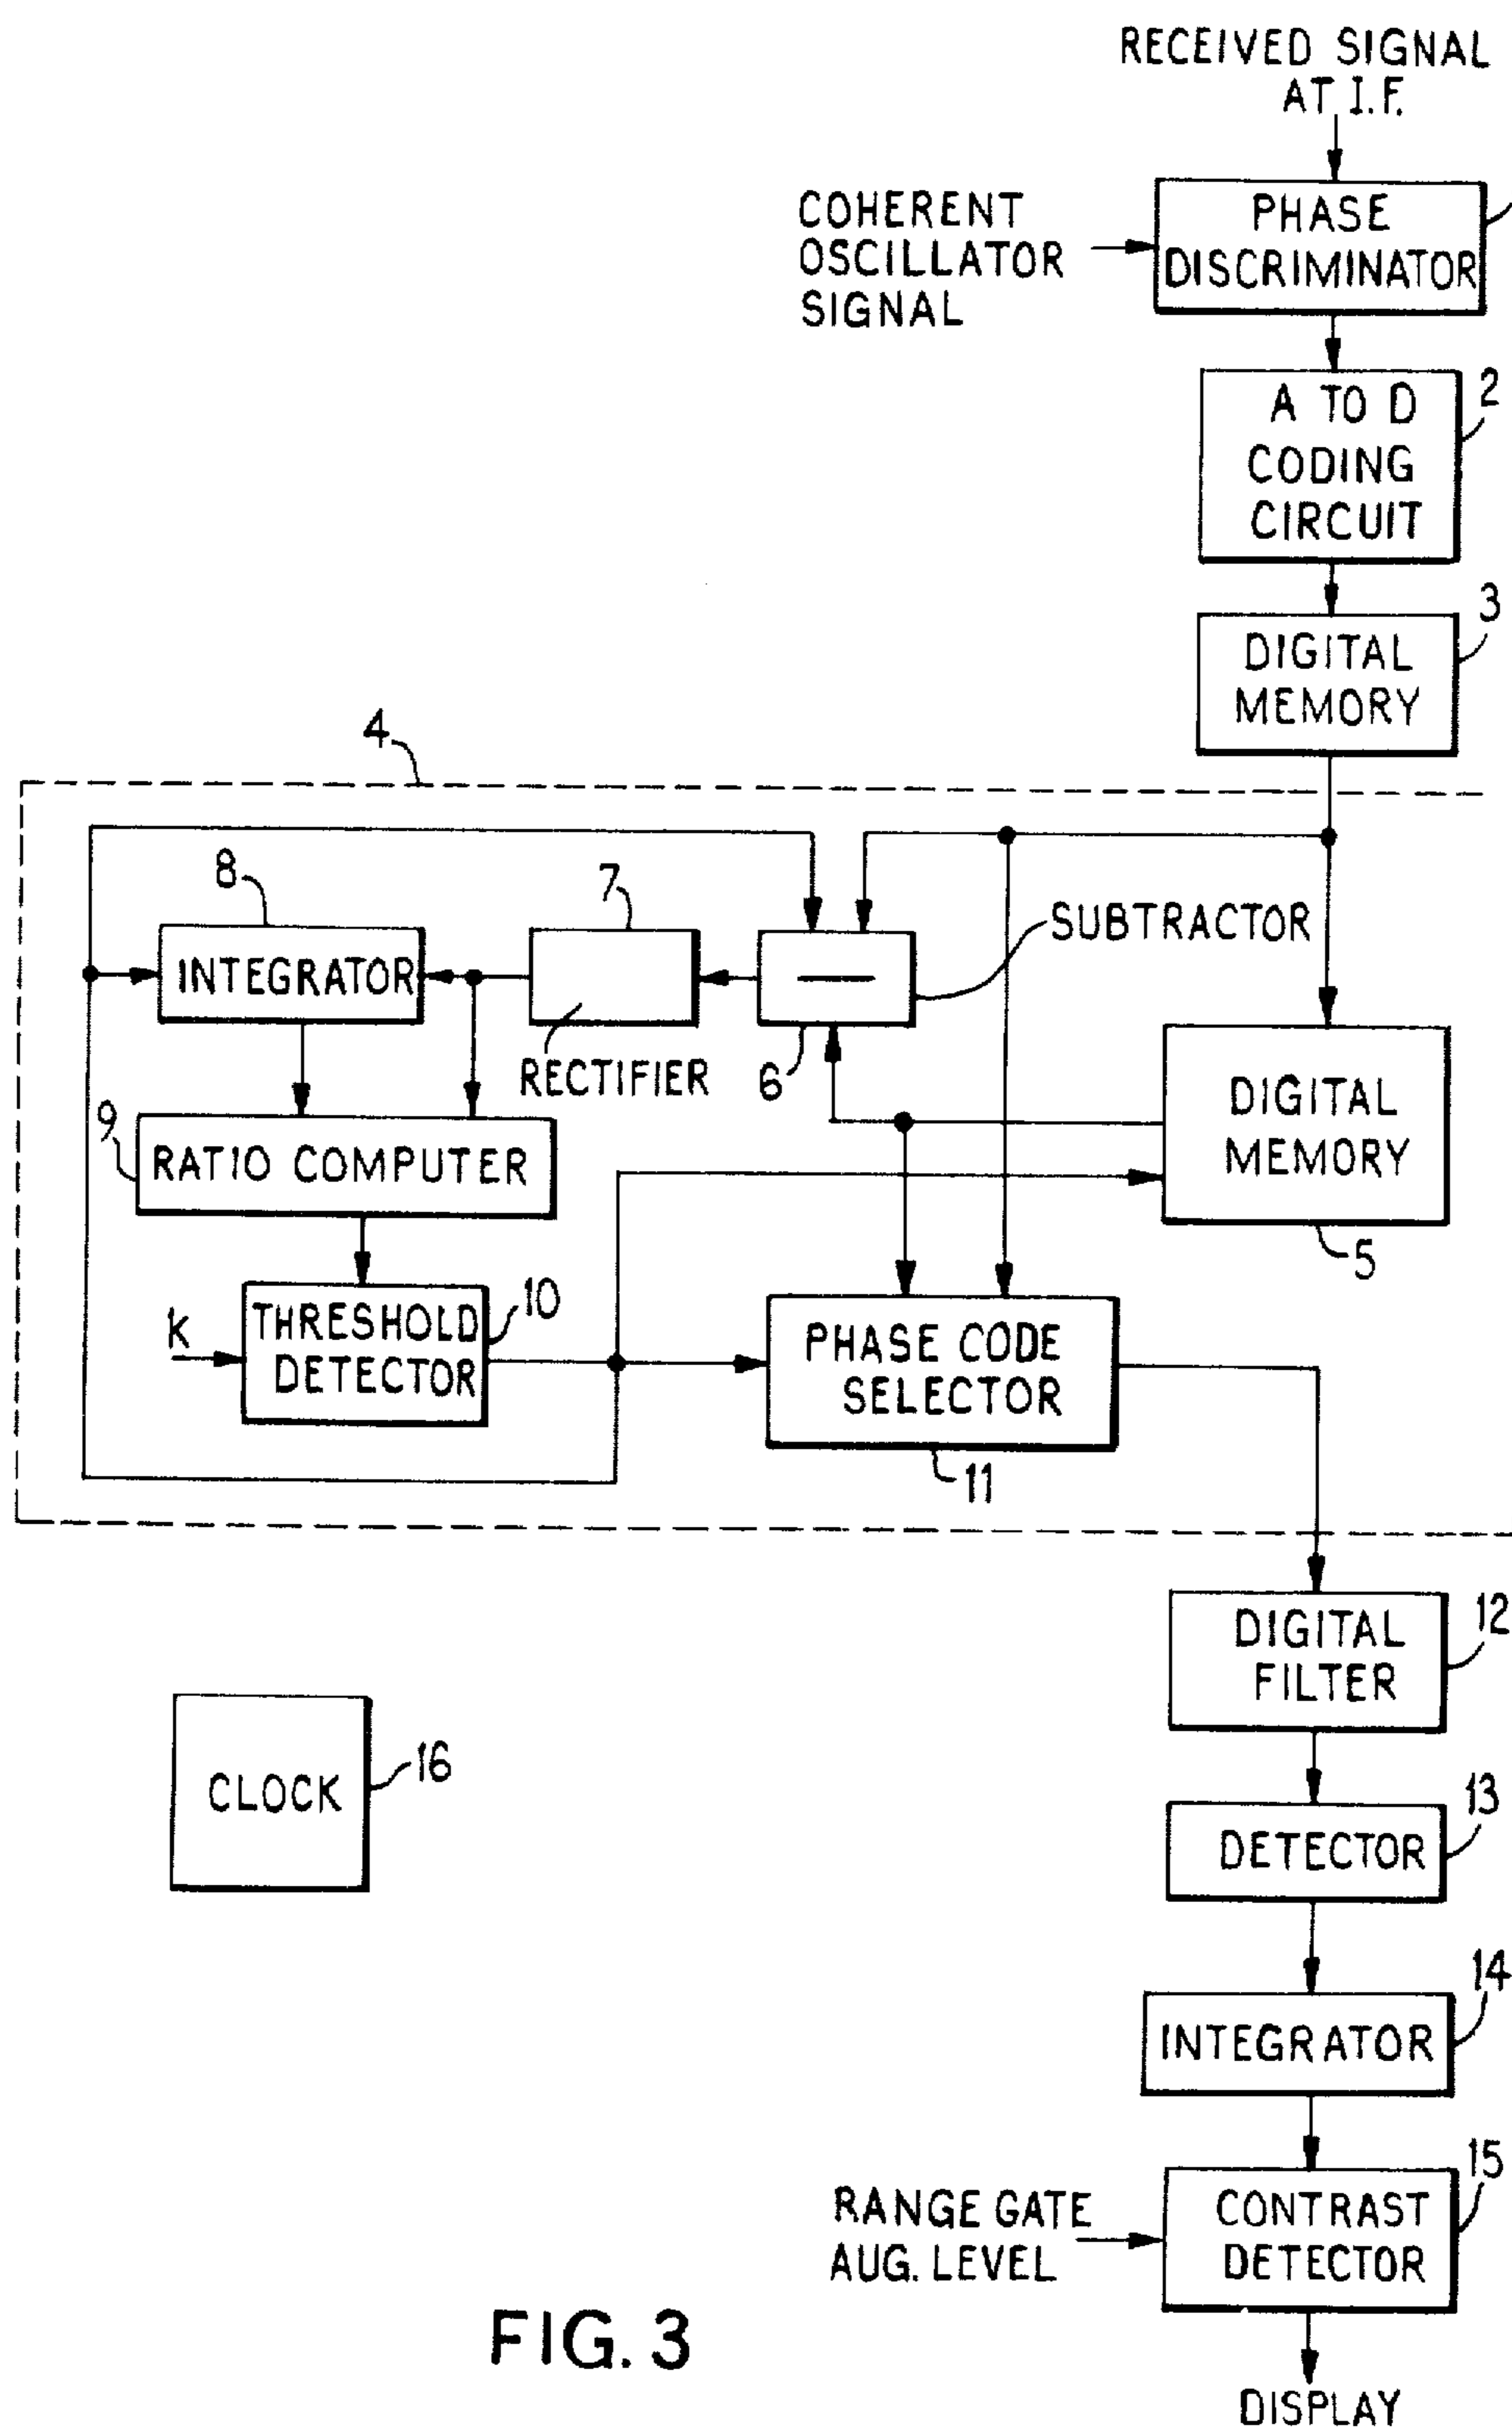 RECEIVED SIGNAL
AT I.F.
COHERENT
OSCILLATOR
SIGNAL
PHASE
DISCRIMINATOR
A TO D
CODING
CIRCUIT
2
DIGITAL
MEMORY
3
4
8
INTEGRATOR
7
RECTIFIER
6
SUBTRACTOR
DIGITAL
MEMORY
5
9
RATIO COMPUTER
K
THRESHOLD
DETECTOR
10
PHASE CODE
SELECTOR
11
DIGITAL
FILTER
12
CLOCK
16
DETECTOR
13
INTEGRATOR
14
RANGE GATE
AUG. LEVEL
CONTRAST
DETECTOR
15
DISPLAY
FIG. 3